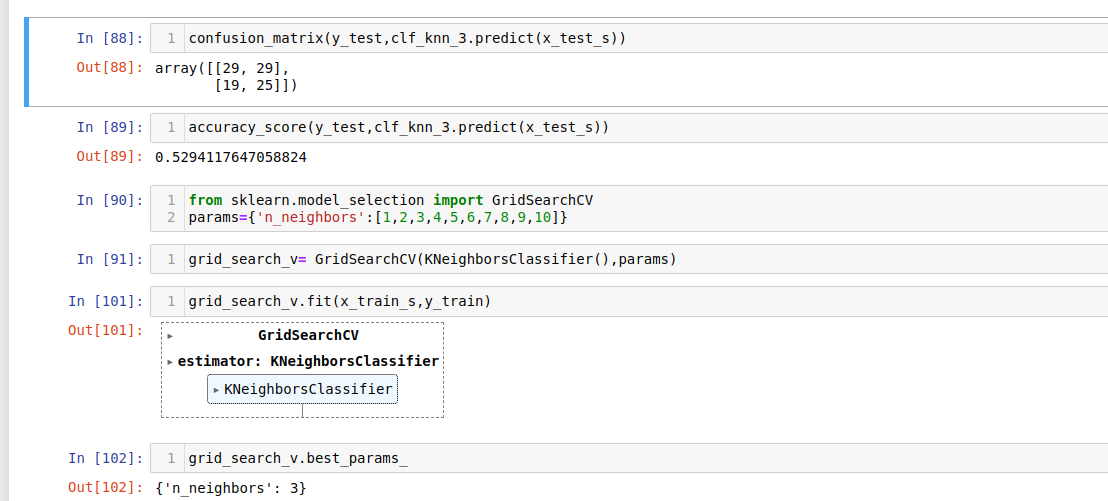 In [88]: 1 confusion_matrix(y_test,clf_knn_3.predict(x_test_s))
Out[88]: array([[29, 29],
[19, 25]])
In [89]: 1 accuracy_score(y_test,clf_knn_3.predict(x_test_s))
Out[89]: 0.5294117647058824
In [90]: 1 from sklearn.model_selection import GridSearchCV
2 params={'n_neighbors':[1,2,3,4,5,6,7,8,9,10]}
In [91]: 1 grid_search_v= GridSearchCV(KNeighborsClassifier(),params)
In [101]: 1 grid_search_v.fit(x_train_s,y_train)
Out[101]: ▸ GridSearchCV
▸ estimator: KNeighborsClassifier
▸ KNeighborsClassifier
In [102]: 1 grid_search_v.best_params_
Out[102]: {'n_neighbors': 3}